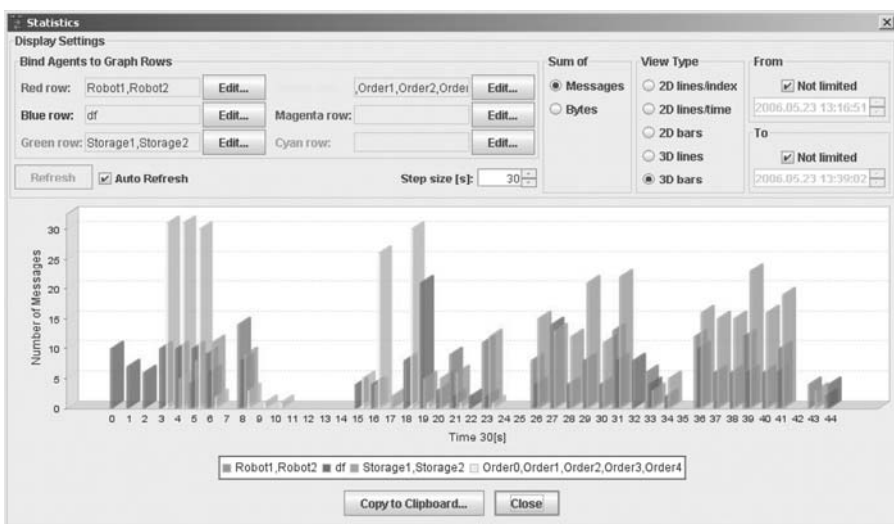 Statistics
Display Settings
Bind Agents to Graph Rows
Red row: Robot1,Robot2 Edit... ,Order1,Order2,Order Edit...
Blue row: df Edit... Magenta row: Edit...
Green row: Storage1,Storage2 Edit... Cyan row: Edit...
Sum of
Messages
Bytes
View Type
2D lines/index
2D lines/time
2D bars
3D lines
3D bars
From
Not limited
2006.05.23 13:16:51
To
Not limited
2006.05.23 13:39:02
Refresh Auto Refresh Step size [s]: 30
Number of Messages
30
25
20
15
10
5
0
0 1 2 3 4 5 6 7 8 9 10 11 12 13 14 15 16 17 18 19 20 21 22 23 24 25 26 27 28 29 30 31 32 33 34 35 36 37 38 39 40 41 42 43 44
Time 30[s]
Robot1,Robot2 df Storage1,Storage2 Order0,Order1,Order2,Order3,Order4
Copy to Clipboard... Close